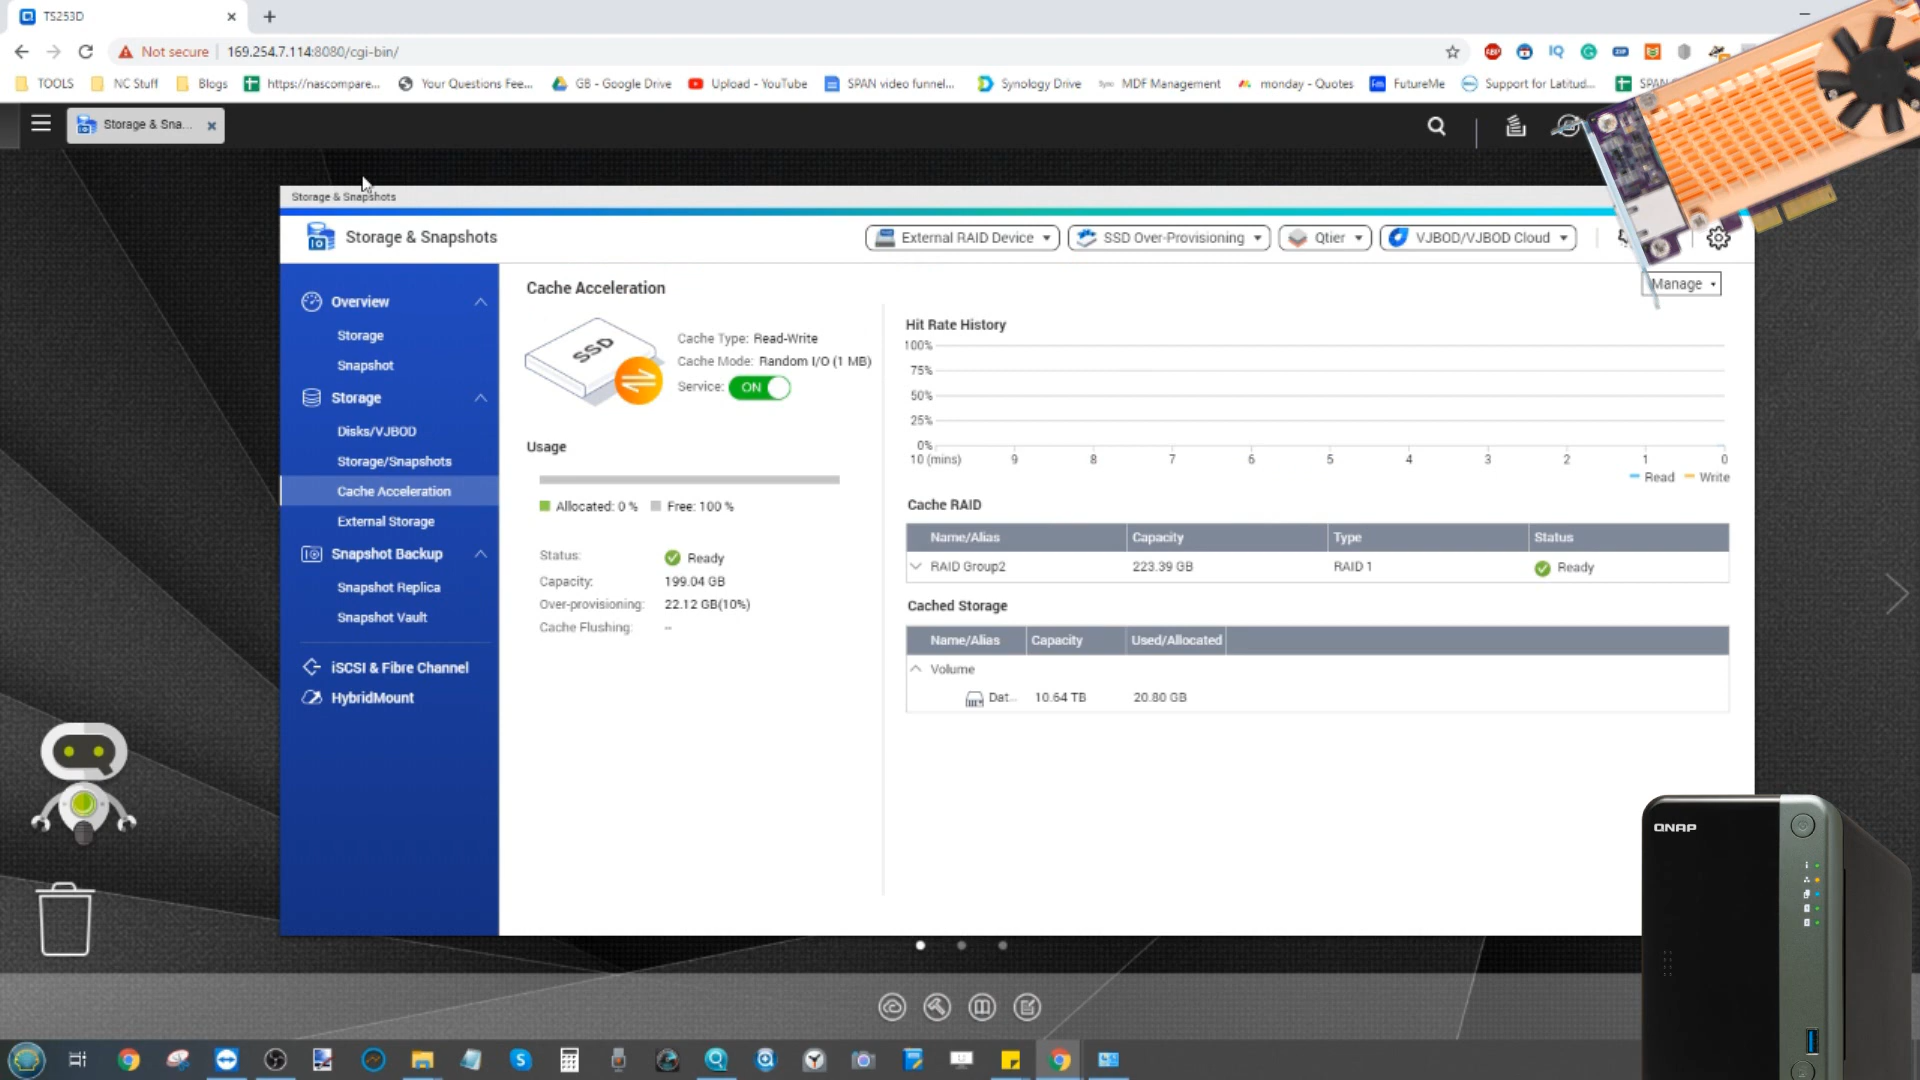 TS253D
Not secure
169.254.7.114:8080/cgi-bin/
TOOLS
NC Stuff
Blogs
https://nascompare...
Your Questions Fee...
GB - Google Drive
Upload - YouTube
SPAN video funnel...
Synology Drive
MDF Management
monday - Quotes
FutureMe
Support for Latitud...
Storage & Sna...
Storage & Snapshots
Storage & Snapshots
External RAID Device
SSD Over-Provisioning
Qtier
VJBOD/VJBOD Cloud
Overview
Storage
Snapshot
Storage
Disks/VJBOD
Storage/Snapshots
Cache Acceleration
External Storage
Snapshot Backup
Snapshot Replica
Snapshot Vault
iSCSI & Fibre Channel
HybridMount
Cache Acceleration
Manage
SSD
Cache Type: Read-Write
Cache Mode: Random I/O (1 MB)
Service: ON
Usage
Allocated: 0 %
Free: 100 %
Status: Ready
Capacity: 199.04 GB
Over-provisioning: 22.12 GB(10%)
Cache Flushing: --
Hit Rate History
100%
75%
50%
25%
0%
10 (mins) 9 8 7 6 5 4 3 2 1 0
Read Write
Cache RAID
Name/Alias Capacity Type Status
RAID Group2 223.39 GB RAID 1 Ready
Cached Storage
Name/Alias Capacity Used/Allocated
Volume
Dat... 10.64 TB 20.80 GB
QNAP